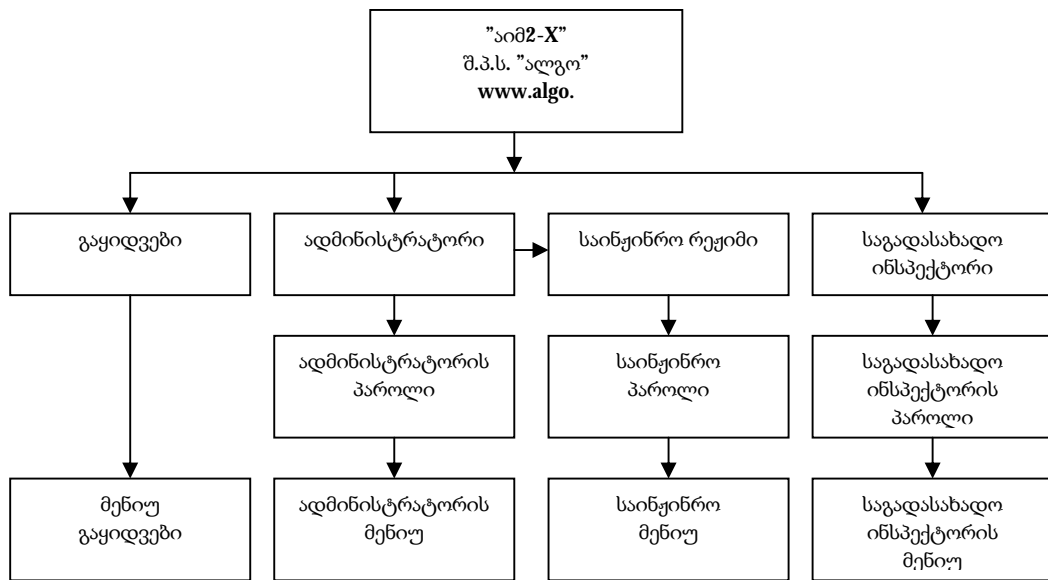 "აიმ2-X"
შ.პ.ს. "ალგო"
www.algo.
გაყიდვები
ადმინისტრატორი
საინჟინრო რეჟიმი
საგადასახადო
ინსპექტორი
ადმინისტრატორის
პაროლი
საინჟინრო
პაროლი
საგადასახადო
ინსპექტორის
პაროლი
მენიუ
გაყიდვები
ადმინისტრატორის
მენიუ
საინჟინრო
მენიუ
საგადასახადო
ინსპექტორის
მენიუ